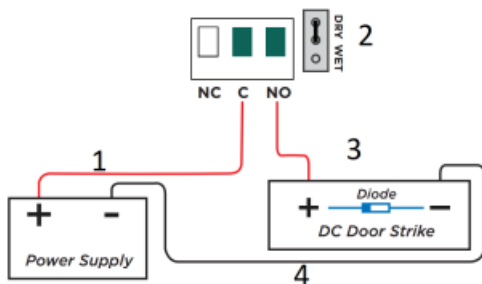 2
DRY WET
NC C NO
1
3
+ -
Power Supply
+ Diode -
DC Door Strike
4